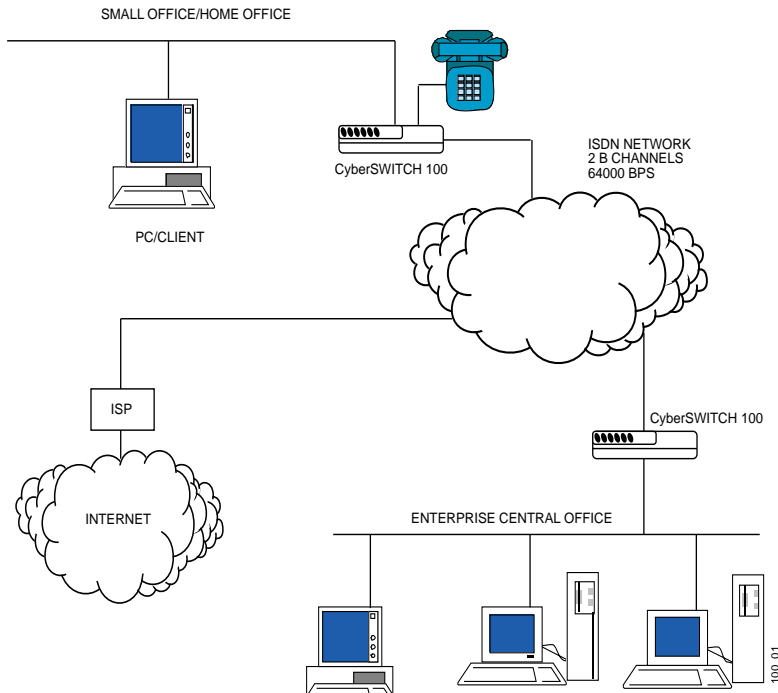 SMALL OFFICE/HOME OFFICE
CyberSWITCH 100
ISDN NETWORK
2 B CHANNELS
64000 BPS
PC/CLIENT
ISP
CyberSWITCH 100
INTERNET
ENTERPRISE CENTRAL OFFICE
100_01